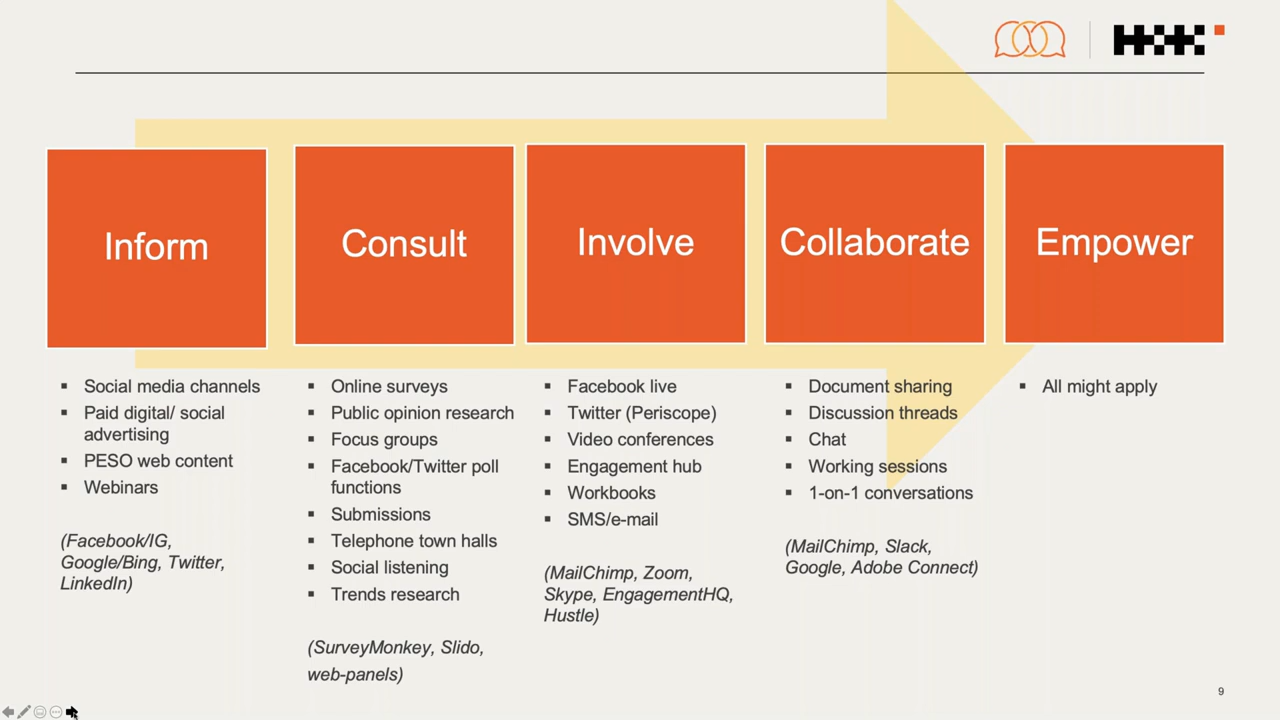 H+K
Inform
Consult
Involve
Collaborate
Empower
▪ Social media channels
▪ Paid digital/ social
advertising
▪ PESO web content
▪ Webinars
(Facebook/IG,
Google/Bing, Twitter,
LinkedIn)
▪ Online surveys
▪ Public opinion research
▪ Focus groups
▪ Facebook/Twitter poll
functions
▪ Submissions
▪ Telephone town halls
▪ Social listening
▪ Trends research
(SurveyMonkey, Slido,
web-panels)
▪ Facebook live
▪ Twitter (Periscope)
▪ Video conferences
▪ Engagement hub
▪ Workbooks
▪ SMS/e-mail
(MailChimp, Zoom,
Skype, EngagementHQ,
Hustle)
▪ Document sharing
▪ Discussion threads
▪ Chat
▪ Working sessions
▪ 1-on-1 conversations
(MailChimp, Slack,
Google, Adobe Connect)
▪ All might apply
9